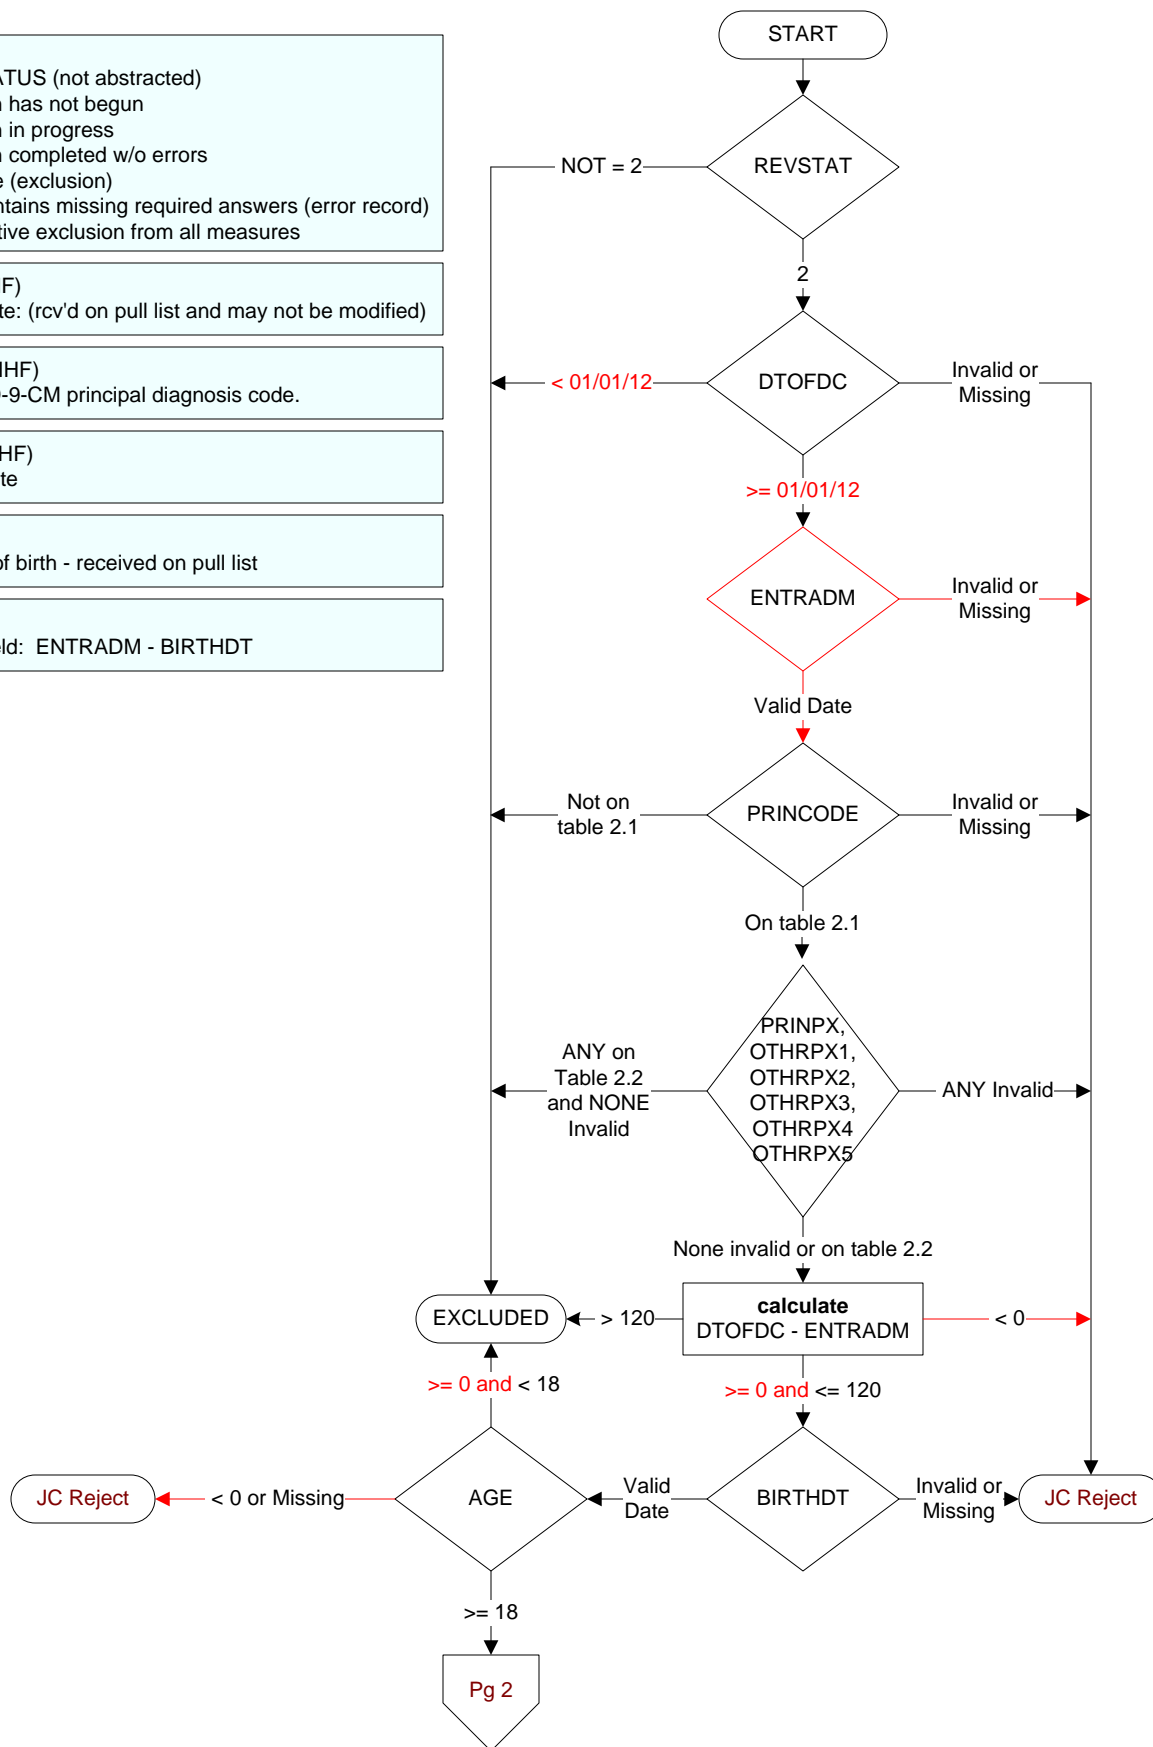 START
ATUS (not abstracted)
has not begun
in progress
completed w/o errors
(exclusion)
ntains missing required answers (error record)
tive exclusion from all measures
te: (rcv'd on pull list and may not be modified)
HF)
-9-CM principal diagnosis code.
HF)
te
of birth - received on pull list
eld: ENTRADM - BIRTHDT
NOT = 2
REVSTAT
2
< 01/01/12
DTOFDC
Invalid or
Missing
>= 01/01/12
ENTRADM
Invalid or
Missing
Valid Date
Not on
table 2.1
PRINCODE
Invalid or
Missing
On table 2.1
ANY on
Table 2.2
and NONE
Invalid
PRINPX,
OTHRPX1,
OTHRPX2,
OTHRPX3,
OTHRPX4
OTHRPX5
ANY Invalid
None invalid or on table 2.2
EXCLUDED
> 120
calculate
DTOFDC - ENTRADM
< 0
>= 0 and < 18
>= 0 and <= 120
JC Reject
< 0 or Missing
AGE
Valid
Date
BIRTHDT
Invalid or
Missing
JC Reject
>= 18
Pg 2